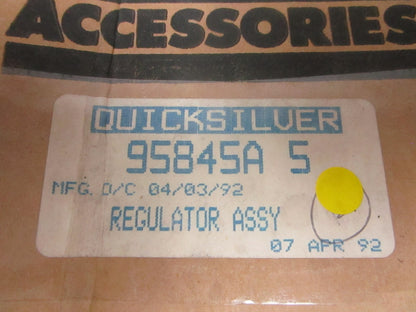 ACCESSORIES
QUICKSILVER
95845A 5
MFG. D/C 04/03/92
REGULATOR ASSY
07 APR 92